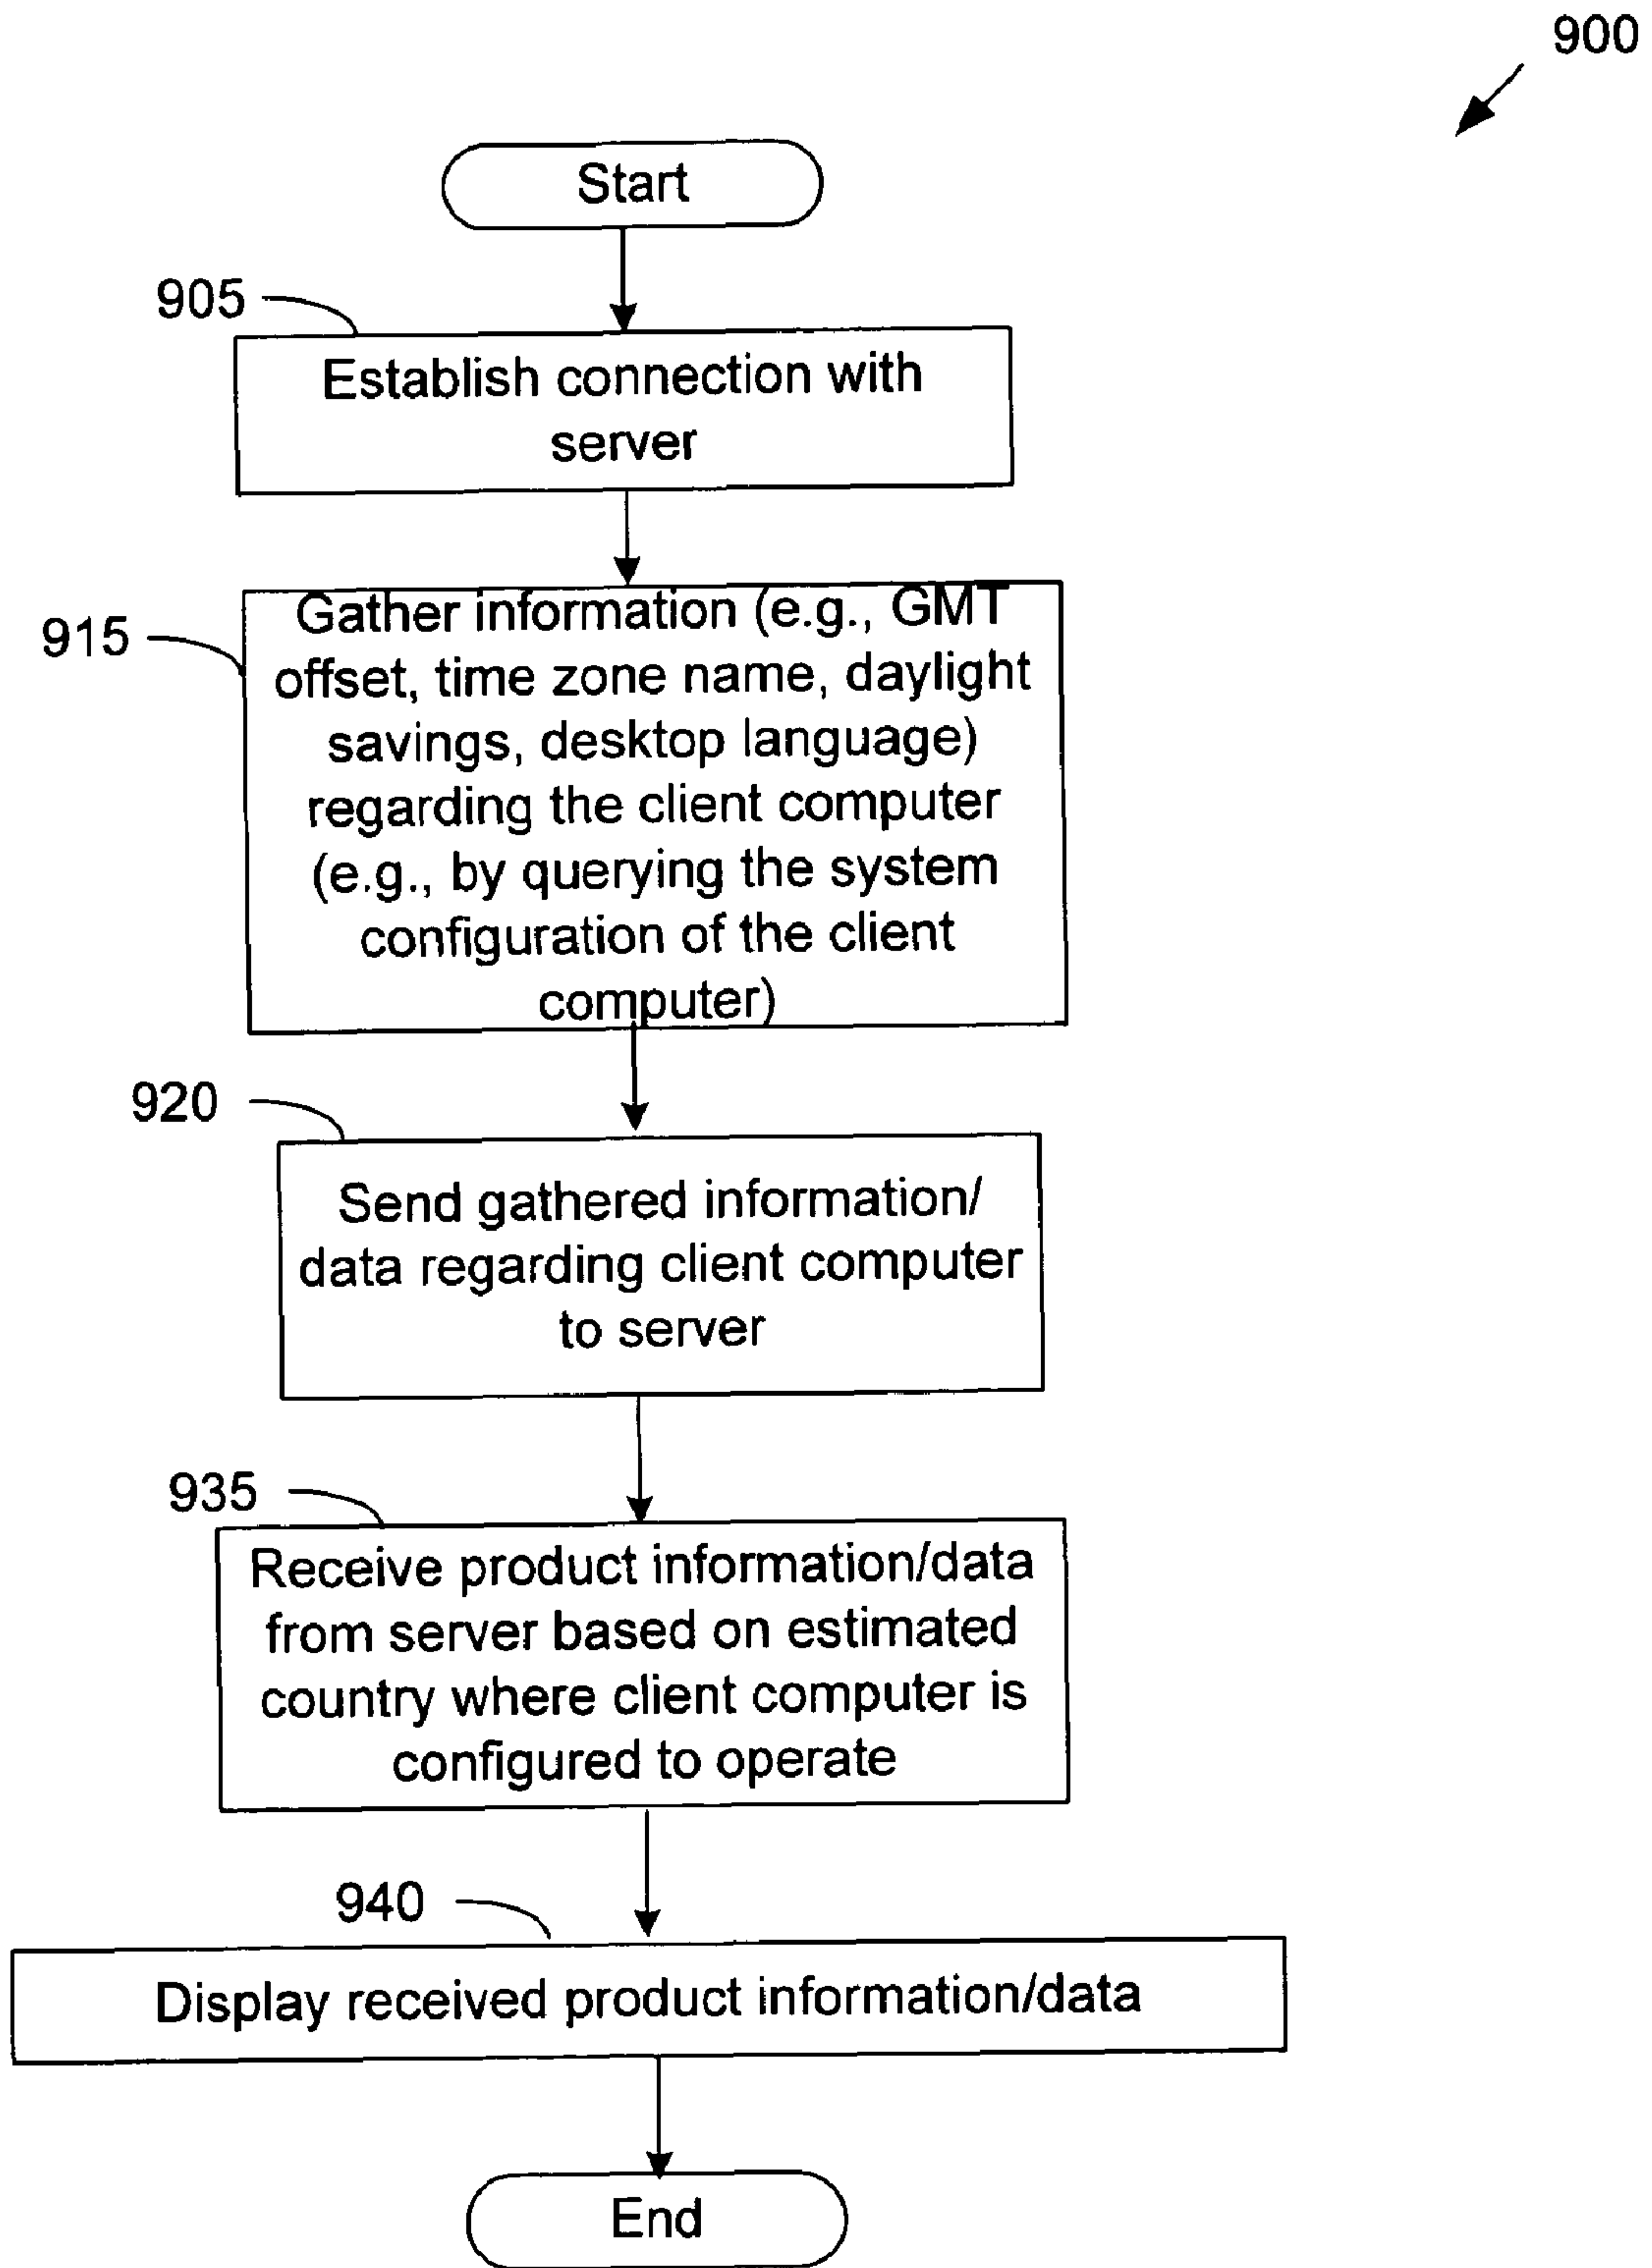 900
Start
905
Establish connection with
server
915
Gather information (e.g., GMT
offset, time zone name, daylight
savings, desktop language)
regarding the client computer
(e.g., by querying the system
configuration of the client
computer)
920
Send gathered information/
data regarding client computer
to server
935
Receive product information/data
from server based on estimated
country where client computer is
configured to operate
940
Display received product information/data
End